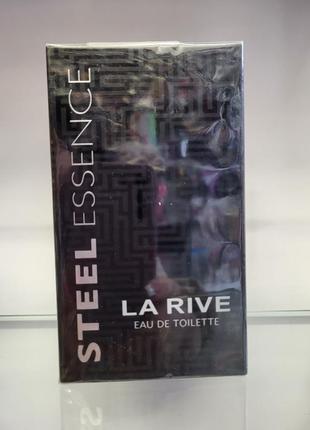 STEEL ESSENCE
LA RIVE
EAU DE TOILETTE